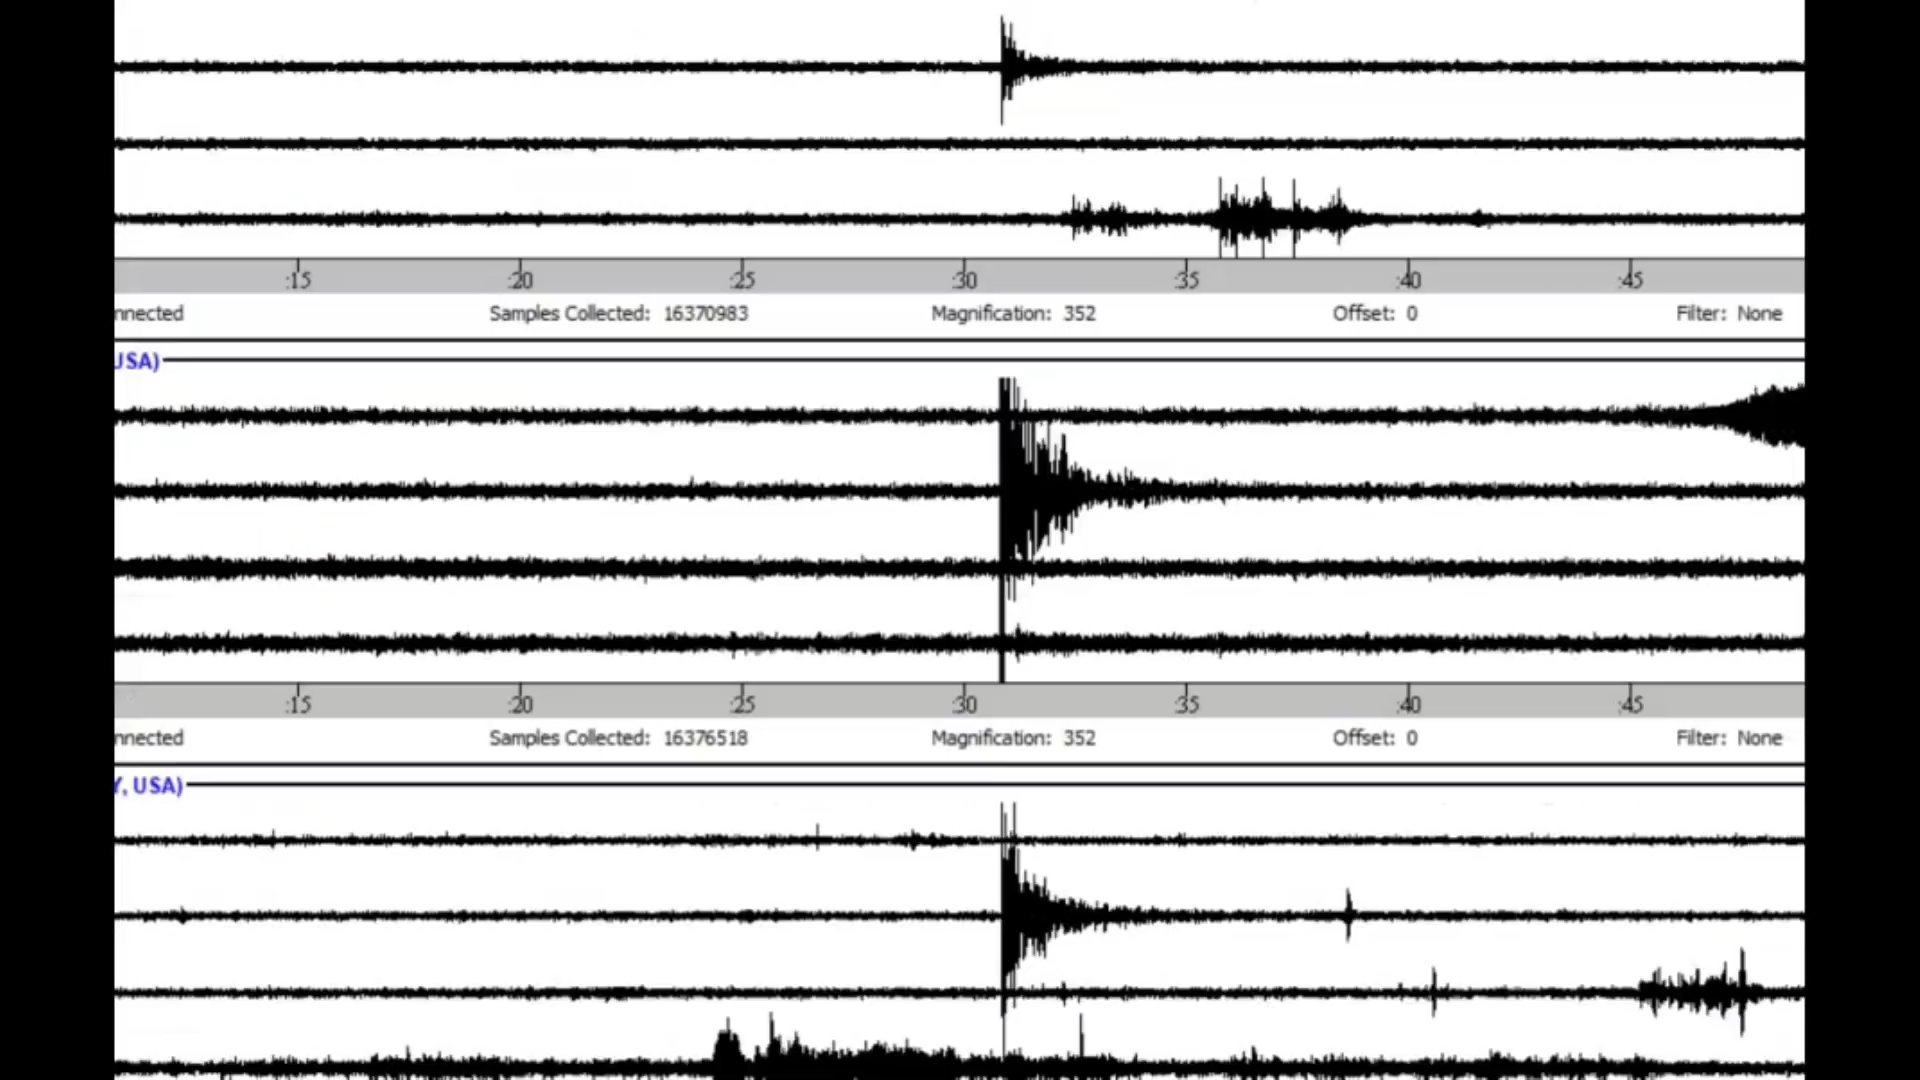 :15 :20 :25 :30 :35 :40 :45
nnected Samples Collected: 16370983 Magnification: 352 Offset: 0 Filter: None
USA)
:15 :20 :25 :30 :35 :40 :45
nnected Samples Collected: 16376518 Magnification: 352 Offset: 0 Filter: None
Y, USA)